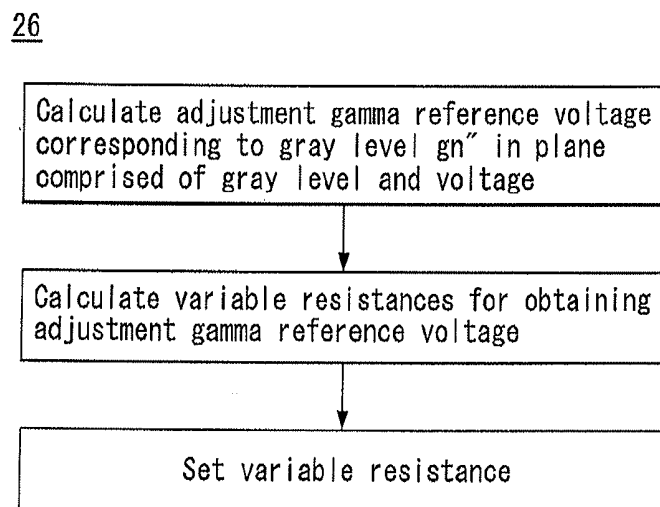 26
Calculate adjustment gamma reference voltage
corresponding to gray level gn″ in plane
comprised of gray level and voltage
Calculate variable resistances for obtaining
adjustment gamma reference voltage
Set variable resistance